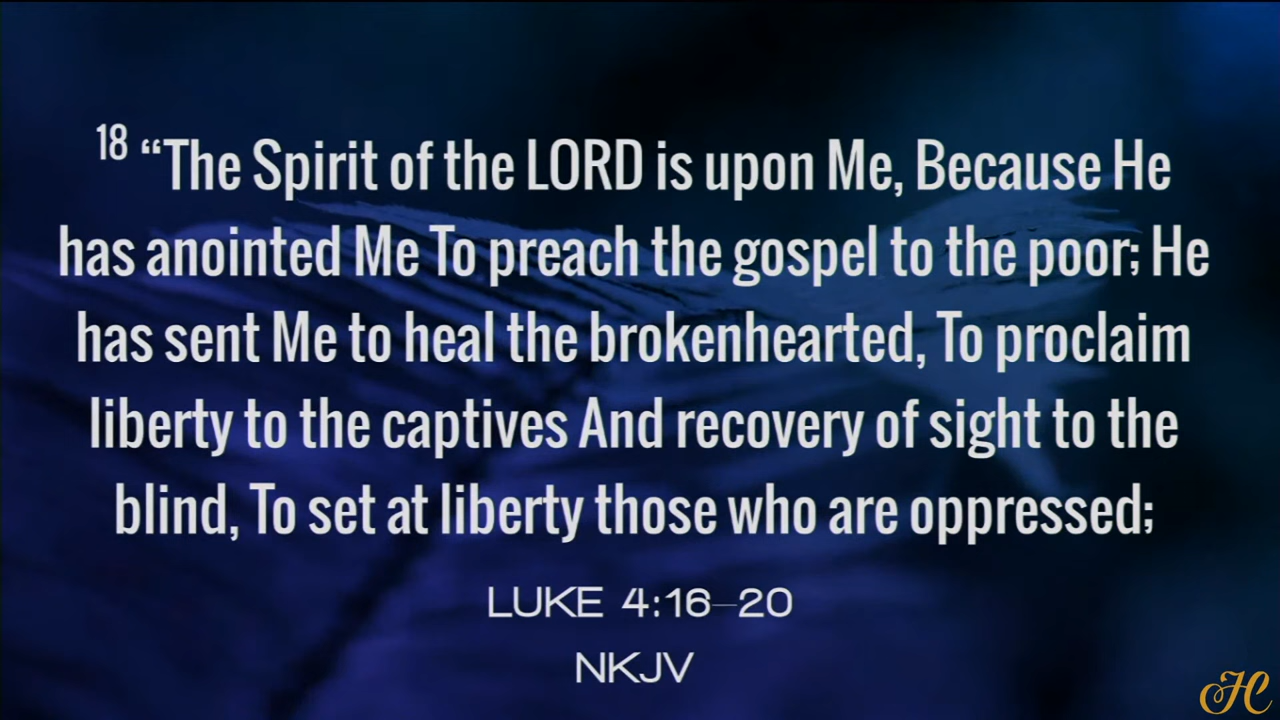 18 “The Spirit of the LORD is upon Me, Because He
has anointed Me To preach the gospel to the poor; He
has sent Me to heal the brokenhearted, To proclaim
liberty to the captives And recovery of sight to the
blind, To set at liberty those who are oppressed;
LUKE 4:16–20
NKJV
HC